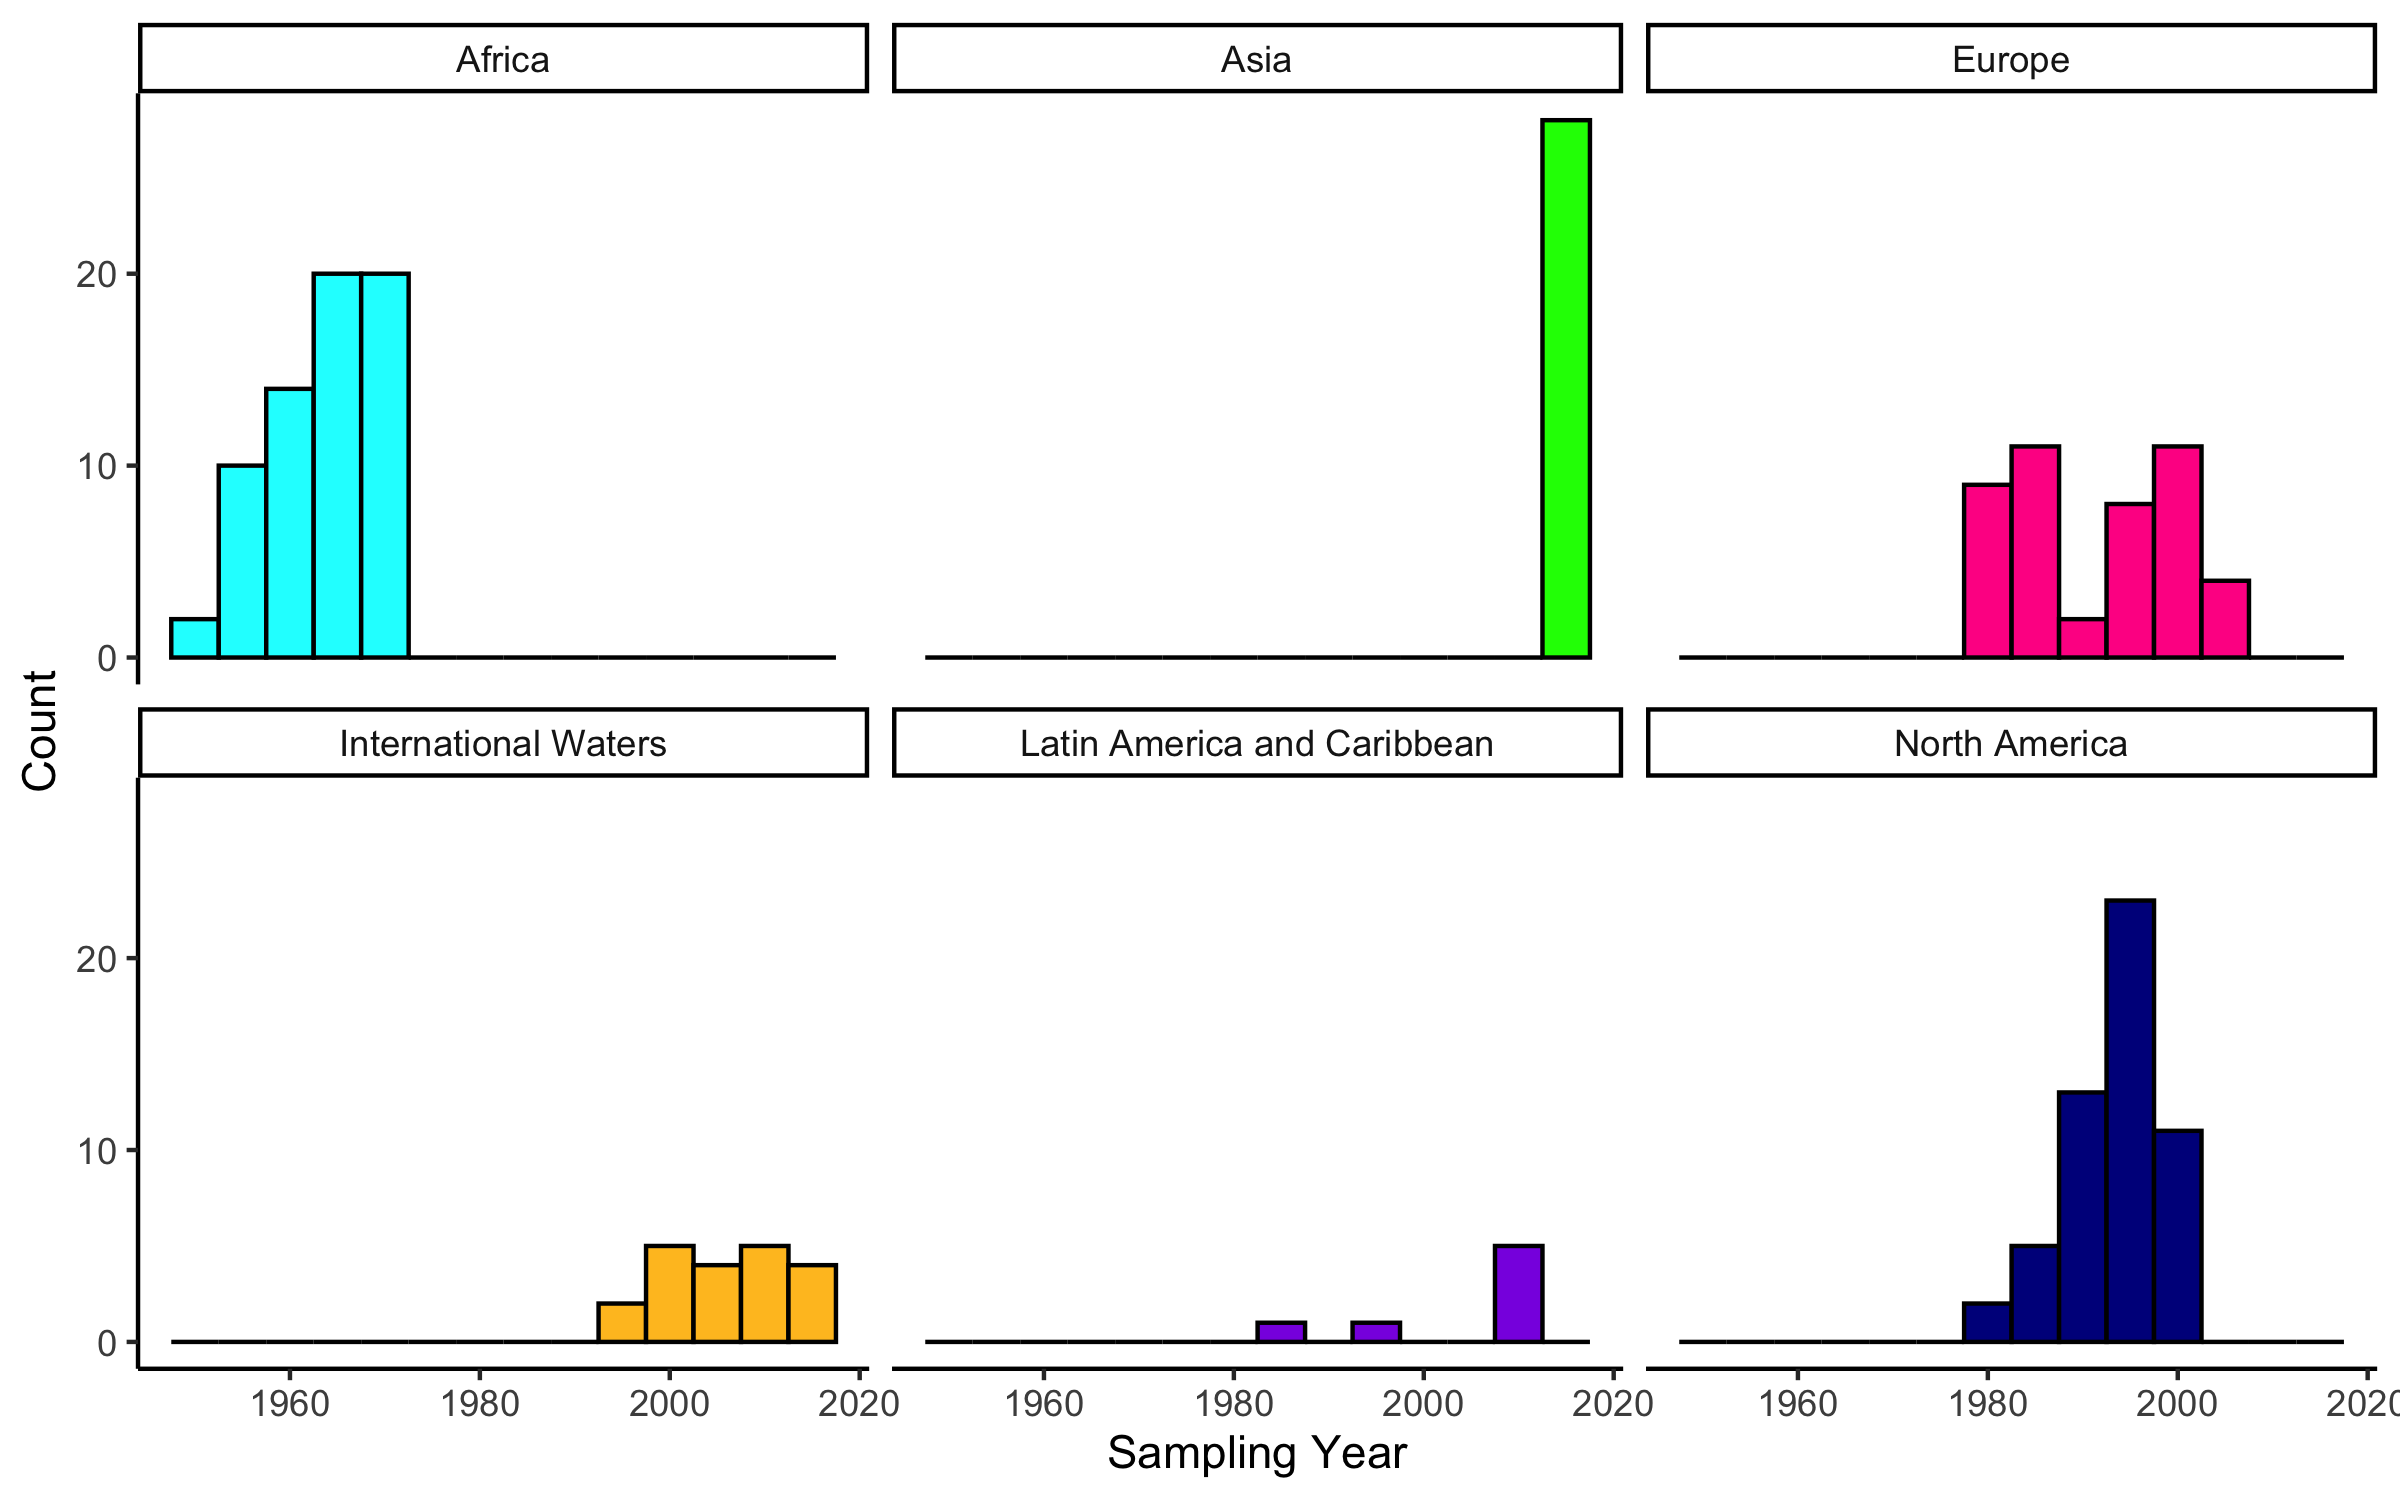 Africa
Asia
Europe
20
10
0
International Waters
Latin America and Caribbean
North America
Count
20
10
0
1960 1980 2000 2020
1960 1980 2000 2020
1960 1980 2000 2020
Sampling Year